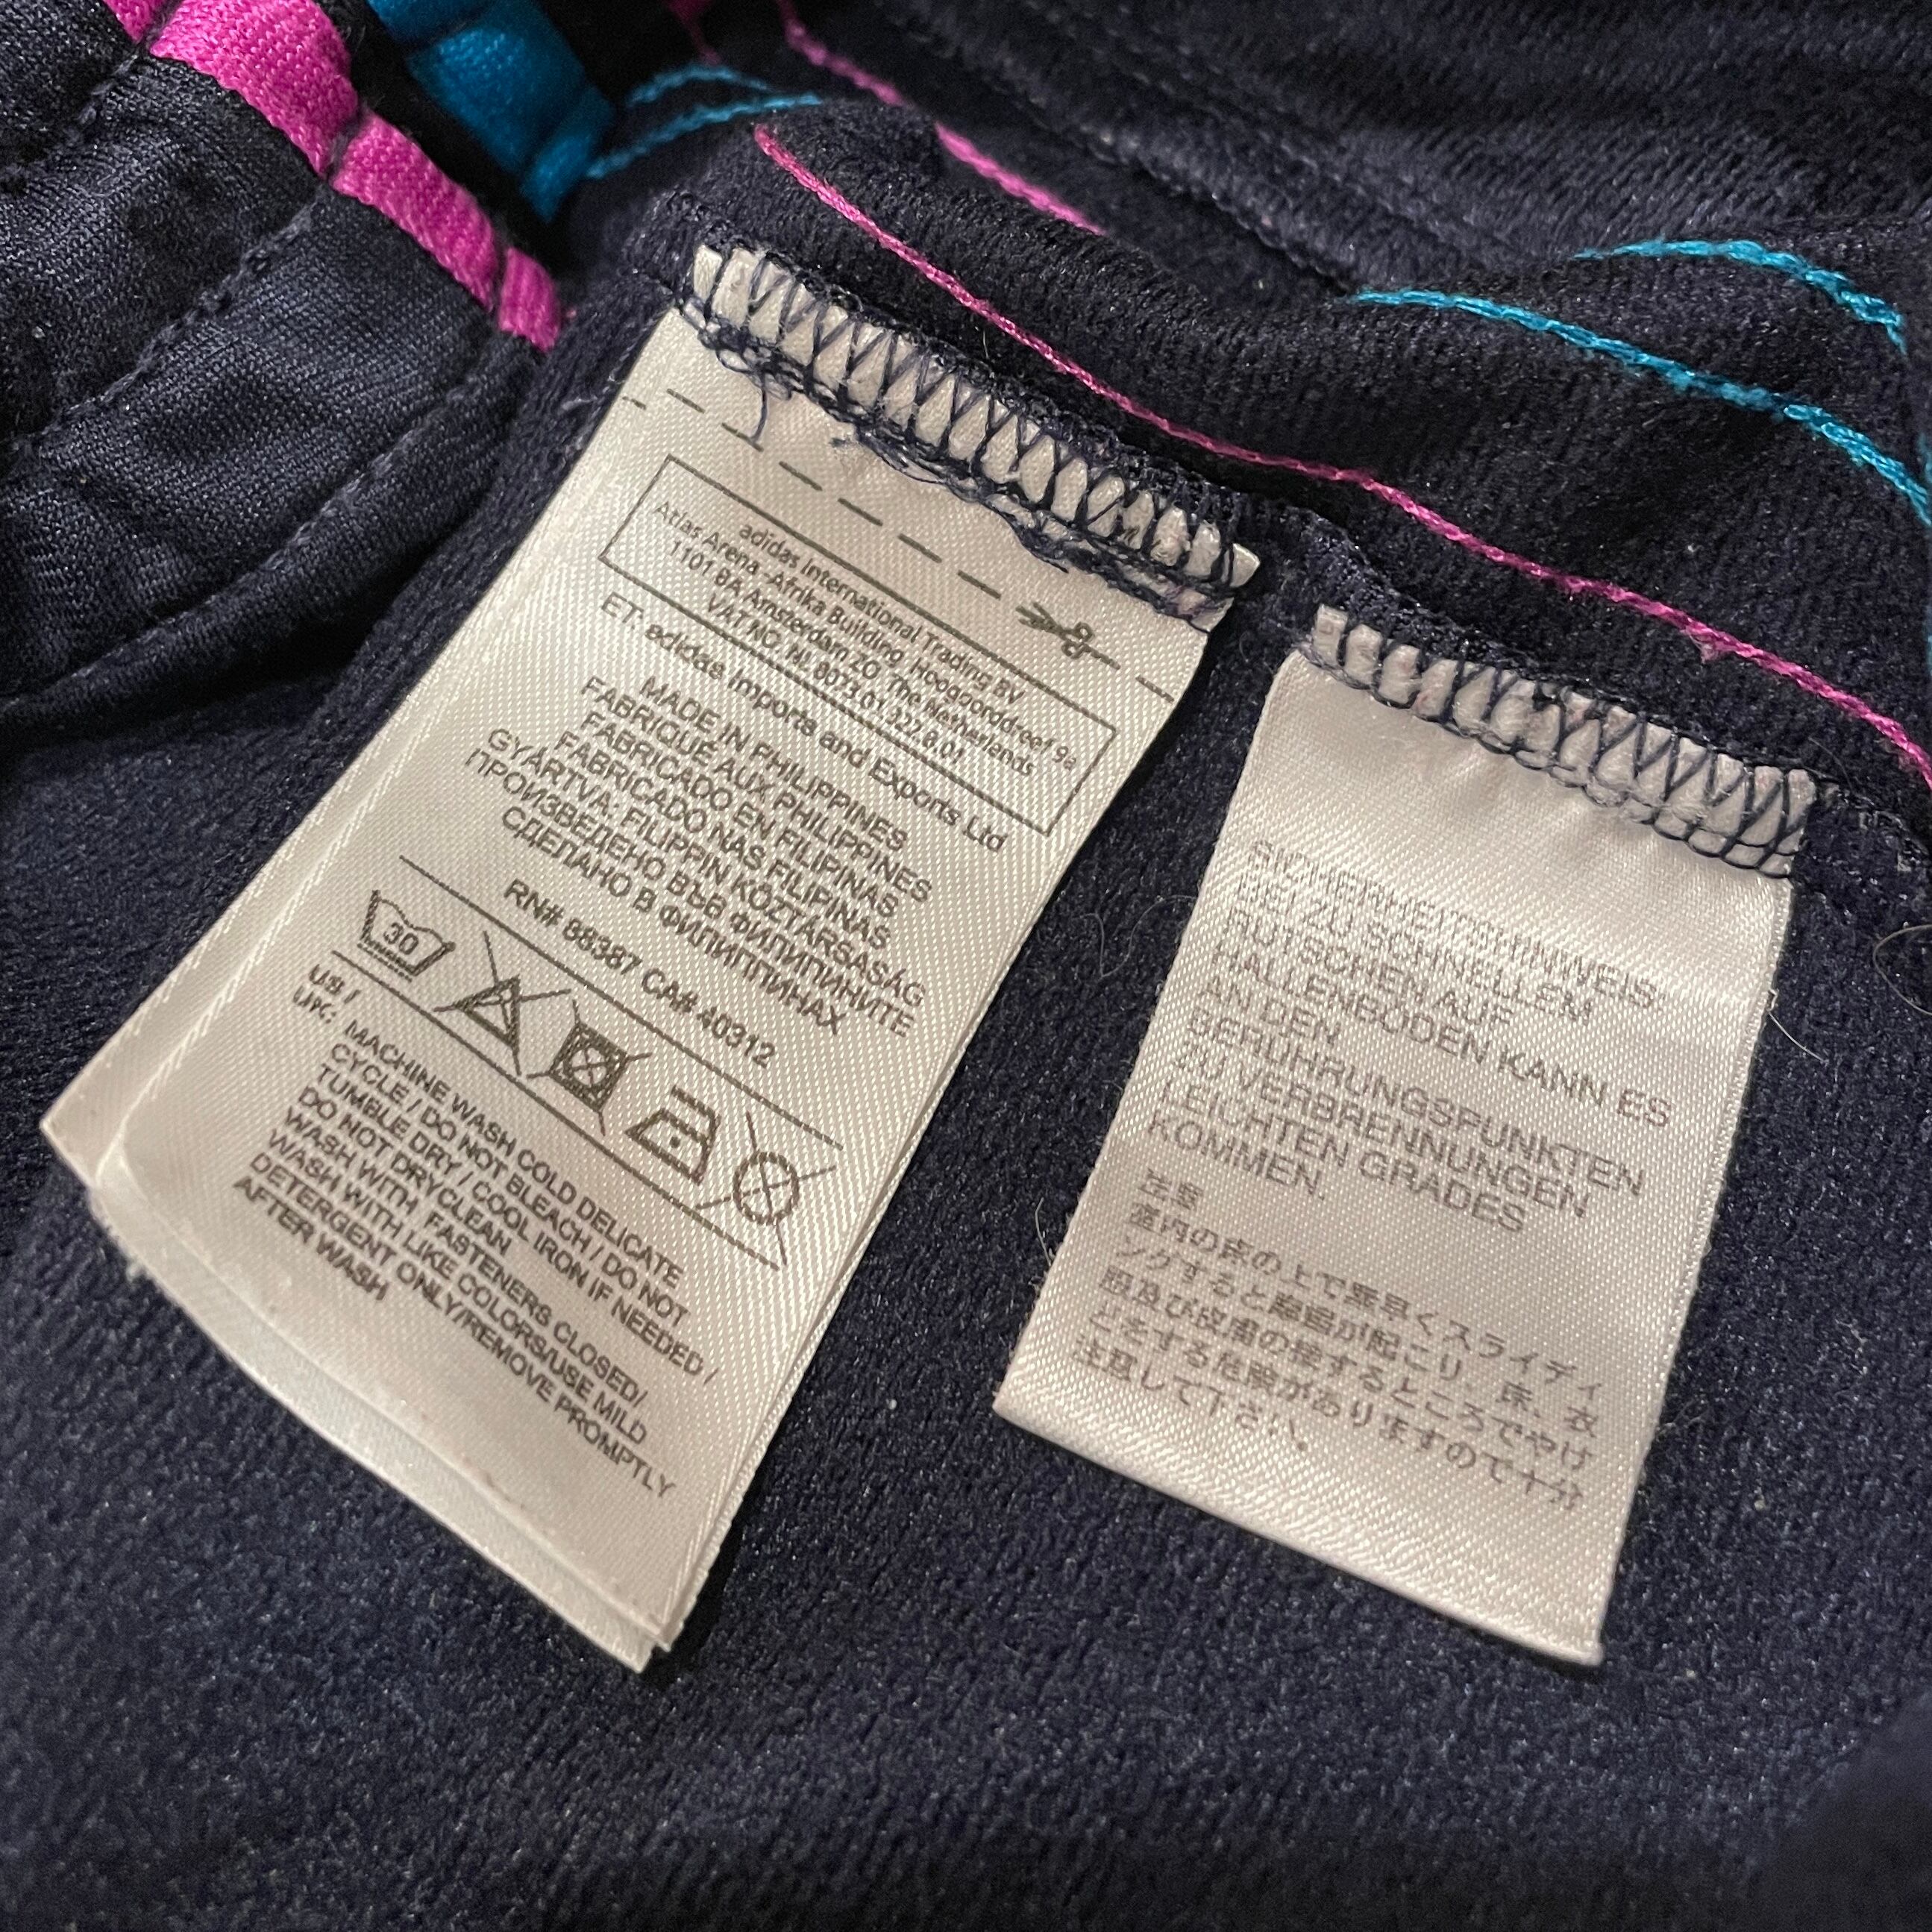 adidas International Trading BV
Atlas Arena -Afrika Building, Hoogoorddreef 9a
1101 BA Amsterdam ZO The Netherlands
VAT NO. NL8073.01.327.B.01
ET: adidas Imports and Exports Ltd
MADE IN PHILIPPINES
FABRIQUÉ AUX PHILIPPINES
FABRICADO EN FILIPINAS
FABRICADO NAS FILIPINAS
GYÁRTVA: FILIPPIN KÖZTÁRSASÁG
ПРОИЗВЕДЕНО ВЪВ ФИЛИПИНИТЕ
СДЕЛАНО В ФИЛИППИНАХ
RN# 88387 CA# 40312
30
US /
UK: MACHINE WASH COLD DELICATE
CYCLE / DO NOT BLEACH / DO NOT
TUMBLE DRY / COOL IRON IF NEEDED /
DO NOT DRYCLEAN
WASH WITH FASTENERS CLOSED/
WASH WITH LIKE COLORS/USE MILD
DETERGENT ONLY/REMOVE PROMPTLY
AFTER WASH
SICHERHEITSHINWEIS:
BEI ZU SCHNELLEM
RUTSCHEN AUF
HALLENBÖDEN KANN ES
AN DEN
BERÜHRUNGSPUNKTEN
ZU VERBRENNUNGEN
LEICHTEN GRADES
KOMMEN.
注意
室内の床の上で素早くスライディ
ングすると摩擦が起こり、床、衣
服及び皮膚の接するところでやけ
どをする危険がありますので十分
注意して下さい。